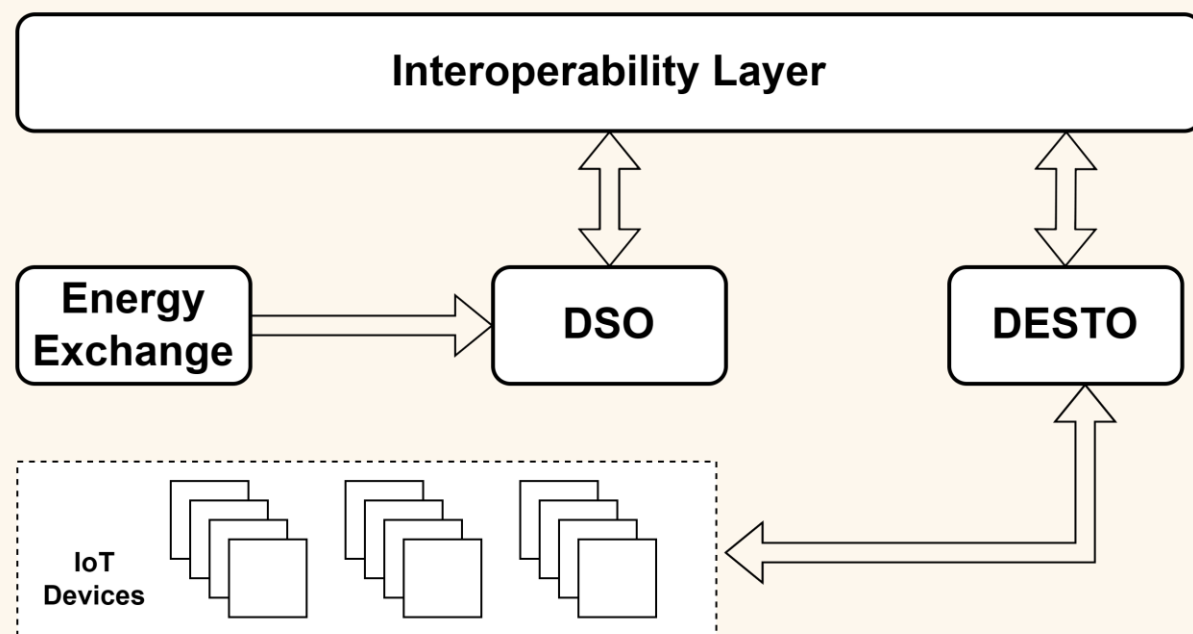 Interoperability Layer
Energy
Exchange
DSO
DESTO
IoT
Devices